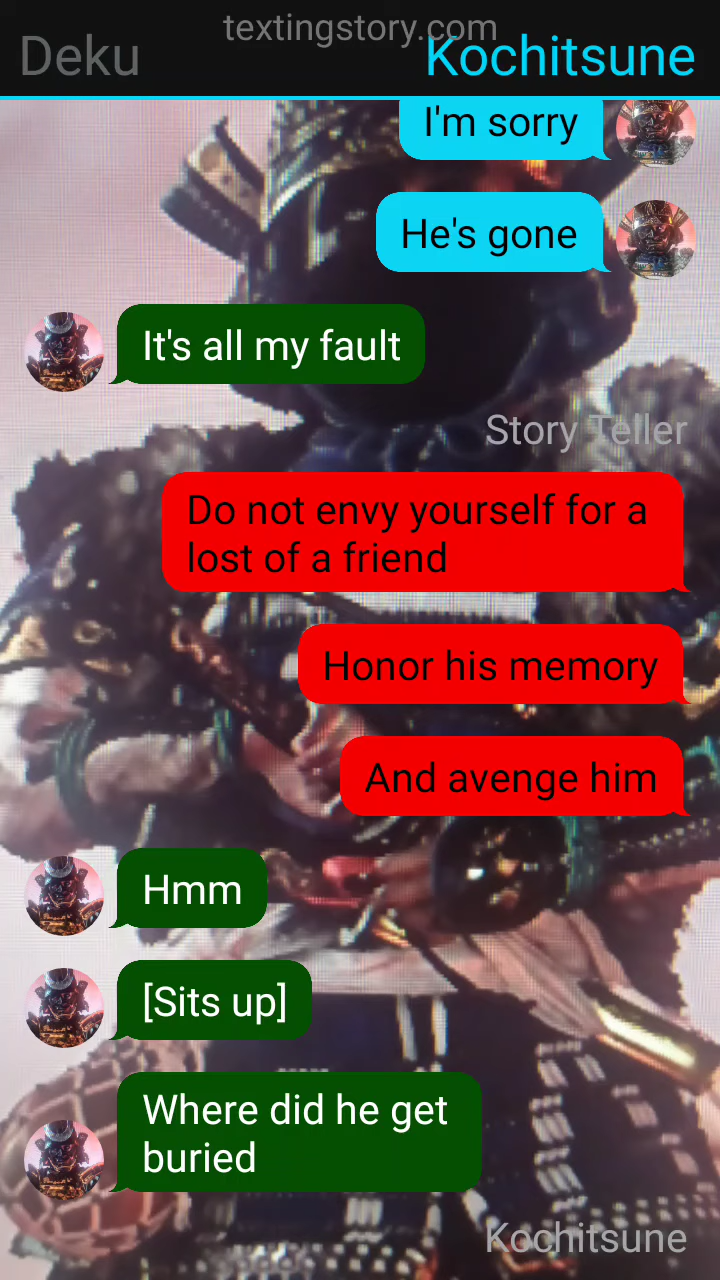 textingstory.com
Deku
Kochitsune
I'm sorry
He's gone
It's all my fault
Story Teller
Do not envy yourself for a
lost of a friend
Honor his memory
And avenge him
Hmm
[Sits up]
Where did he get
buried
Kochitsune